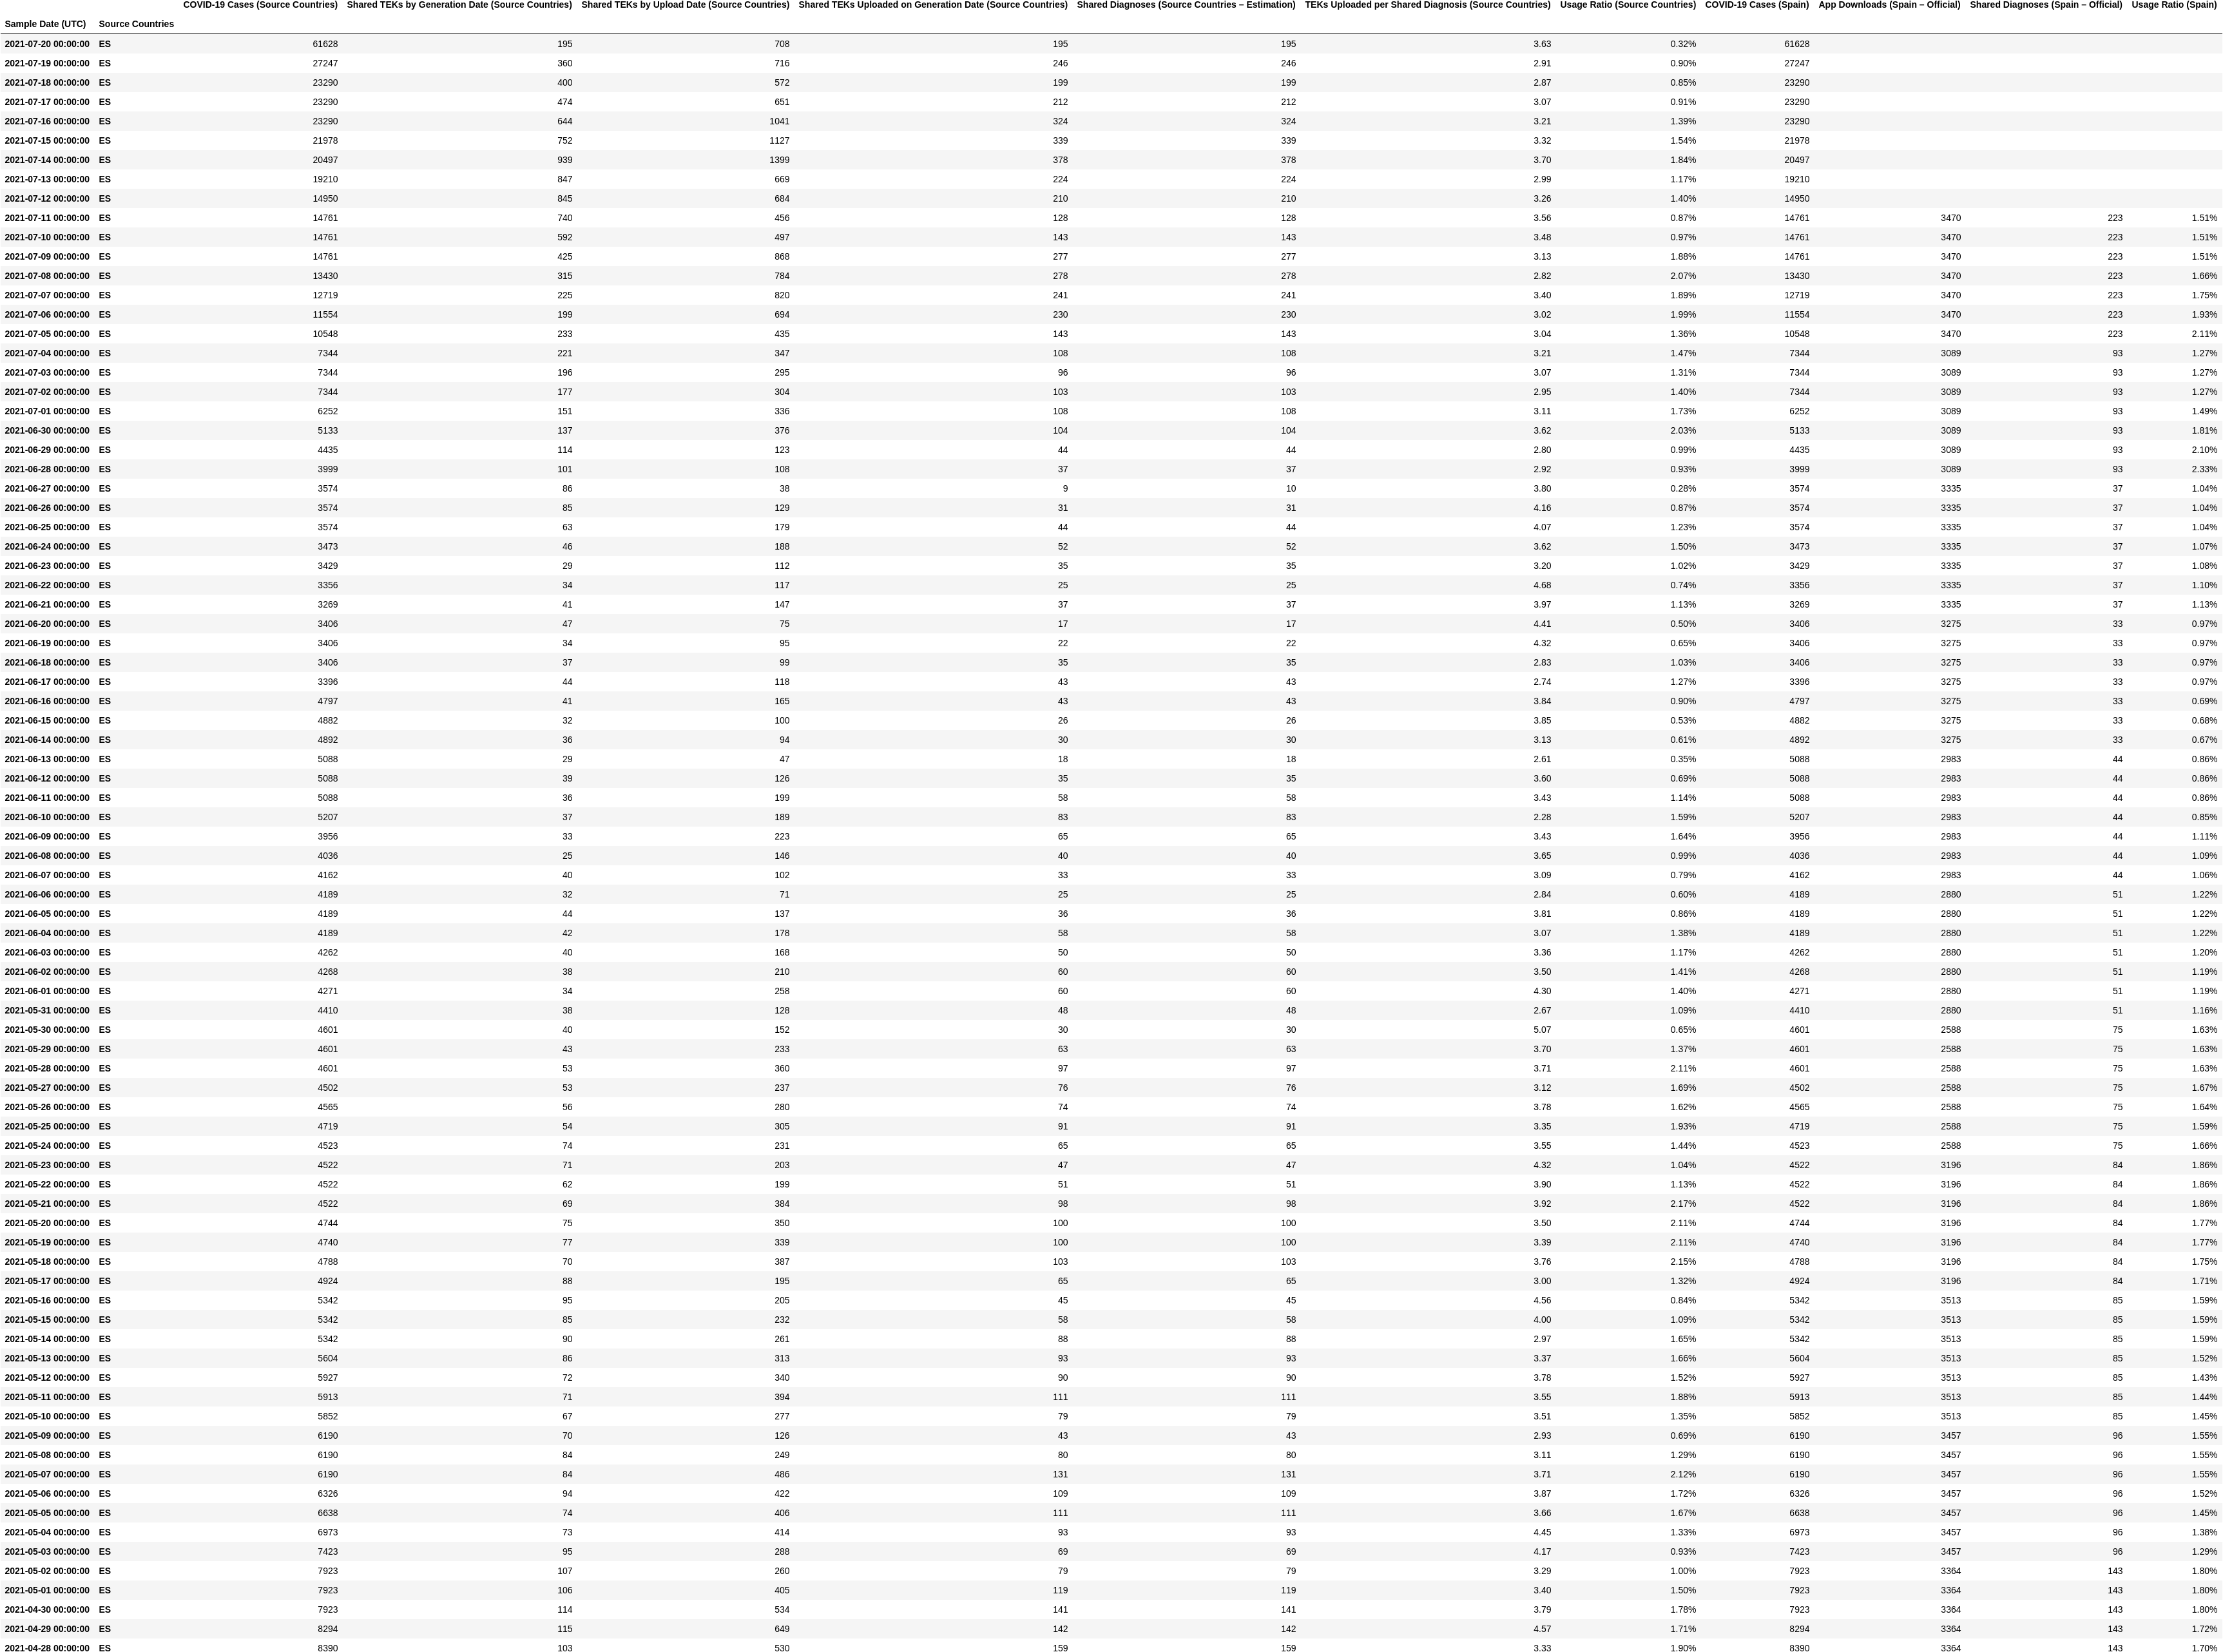 COVID-19 Cases (Source Countries) Shared TEKs by Generation Date (Source Countries) Shared TEKs by Upload Date (Source Countries) Shared TEKs Uploaded on Generation Date (Source Countries) Shared Diagnoses (Source Countries – Estimation) TEKs Uploaded per Shared Diagnosis (Source Countries) Usage Ratio (Source Countries) COVID-19 Cases (Spain) App Downloads (Spain – Official) Shared Diagnoses (Spain – Official) Usage Ratio (Spain)
Sample Date (UTC) Source Countries
2021-07-20 00:00:00 ES 61628 195 708 195 195 3.63 0.32% 61628
2021-07-19 00:00:00 ES 27247 360 716 246 246 2.91 0.90% 27247
2021-07-18 00:00:00 ES 23290 400 572 199 199 2.87 0.85% 23290
2021-07-17 00:00:00 ES 23290 474 651 212 212 3.07 0.91% 23290
2021-07-16 00:00:00 ES 23290 644 1041 324 324 3.21 1.39% 23290
2021-07-15 00:00:00 ES 21978 752 1127 339 339 3.32 1.54% 21978
2021-07-14 00:00:00 ES 20497 939 1399 378 378 3.70 1.84% 20497
2021-07-13 00:00:00 ES 19210 847 669 224 224 2.99 1.17% 19210
2021-07-12 00:00:00 ES 14950 845 684 210 210 3.26 1.40% 14950
2021-07-11 00:00:00 ES 14761 740 456 128 128 3.56 0.87% 14761 3470 223 1.51%
2021-07-10 00:00:00 ES 14761 592 497 143 143 3.48 0.97% 14761 3470 223 1.51%
2021-07-09 00:00:00 ES 14761 425 868 277 277 3.13 1.88% 14761 3470 223 1.51%
2021-07-08 00:00:00 ES 13430 315 784 278 278 2.82 2.07% 13430 3470 223 1.66%
2021-07-07 00:00:00 ES 12719 225 820 241 241 3.40 1.89% 12719 3470 223 1.75%
2021-07-06 00:00:00 ES 11554 199 694 230 230 3.02 1.99% 11554 3470 223 1.93%
2021-07-05 00:00:00 ES 10548 233 435 143 143 3.04 1.36% 10548 3470 223 2.11%
2021-07-04 00:00:00 ES 7344 221 347 108 108 3.21 1.47% 7344 3089 93 1.27%
2021-07-03 00:00:00 ES 7344 196 295 96 96 3.07 1.31% 7344 3089 93 1.27%
2021-07-02 00:00:00 ES 7344 177 304 103 103 2.95 1.40% 7344 3089 93 1.27%
2021-07-01 00:00:00 ES 6252 151 336 108 108 3.11 1.73% 6252 3089 93 1.49%
2021-06-30 00:00:00 ES 5133 137 376 104 104 3.62 2.03% 5133 3089 93 1.81%
2021-06-29 00:00:00 ES 4435 114 123 44 44 2.80 0.99% 4435 3089 93 2.10%
2021-06-28 00:00:00 ES 3999 101 108 37 37 2.92 0.93% 3999 3089 93 2.33%
2021-06-27 00:00:00 ES 3574 86 38 9 10 3.80 0.28% 3574 3335 37 1.04%
2021-06-26 00:00:00 ES 3574 85 129 31 31 4.16 0.87% 3574 3335 37 1.04%
2021-06-25 00:00:00 ES 3574 63 179 44 44 4.07 1.23% 3574 3335 37 1.04%
2021-06-24 00:00:00 ES 3473 46 188 52 52 3.62 1.50% 3473 3335 37 1.07%
2021-06-23 00:00:00 ES 3429 29 112 35 35 3.20 1.02% 3429 3335 37 1.08%
2021-06-22 00:00:00 ES 3356 34 117 25 25 4.68 0.74% 3356 3335 37 1.10%
2021-06-21 00:00:00 ES 3269 41 147 37 37 3.97 1.13% 3269 3335 37 1.13%
2021-06-20 00:00:00 ES 3406 47 75 17 17 4.41 0.50% 3406 3275 33 0.97%
2021-06-19 00:00:00 ES 3406 34 95 22 22 4.32 0.65% 3406 3275 33 0.97%
2021-06-18 00:00:00 ES 3406 37 99 35 35 2.83 1.03% 3406 3275 33 0.97%
2021-06-17 00:00:00 ES 3396 44 118 43 43 2.74 1.27% 3396 3275 33 0.97%
2021-06-16 00:00:00 ES 4797 41 165 43 43 3.84 0.90% 4797 3275 33 0.69%
2021-06-15 00:00:00 ES 4882 32 100 26 26 3.85 0.53% 4882 3275 33 0.68%
2021-06-14 00:00:00 ES 4892 36 94 30 30 3.13 0.61% 4892 3275 33 0.67%
2021-06-13 00:00:00 ES 5088 29 47 18 18 2.61 0.35% 5088 2983 44 0.86%
2021-06-12 00:00:00 ES 5088 39 126 35 35 3.60 0.69% 5088 2983 44 0.86%
2021-06-11 00:00:00 ES 5088 36 199 58 58 3.43 1.14% 5088 2983 44 0.86%
2021-06-10 00:00:00 ES 5207 37 189 83 83 2.28 1.59% 5207 2983 44 0.85%
2021-06-09 00:00:00 ES 3956 33 223 65 65 3.43 1.64% 3956 2983 44 1.11%
2021-06-08 00:00:00 ES 4036 25 146 40 40 3.65 0.99% 4036 2983 44 1.09%
2021-06-07 00:00:00 ES 4162 40 102 33 33 3.09 0.79% 4162 2983 44 1.06%
2021-06-06 00:00:00 ES 4189 32 71 25 25 2.84 0.60% 4189 2880 51 1.22%
2021-06-05 00:00:00 ES 4189 44 137 36 36 3.81 0.86% 4189 2880 51 1.22%
2021-06-04 00:00:00 ES 4189 42 178 58 58 3.07 1.38% 4189 2880 51 1.22%
2021-06-03 00:00:00 ES 4262 40 168 50 50 3.36 1.17% 4262 2880 51 1.20%
2021-06-02 00:00:00 ES 4268 38 210 60 60 3.50 1.41% 4268 2880 51 1.19%
2021-06-01 00:00:00 ES 4271 34 258 60 60 4.30 1.40% 4271 2880 51 1.19%
2021-05-31 00:00:00 ES 4410 38 128 48 48 2.67 1.09% 4410 2880 51 1.16%
2021-05-30 00:00:00 ES 4601 40 152 30 30 5.07 0.65% 4601 2588 75 1.63%
2021-05-29 00:00:00 ES 4601 43 233 63 63 3.70 1.37% 4601 2588 75 1.63%
2021-05-28 00:00:00 ES 4601 53 360 97 97 3.71 2.11% 4601 2588 75 1.63%
2021-05-27 00:00:00 ES 4502 53 237 76 76 3.12 1.69% 4502 2588 75 1.67%
2021-05-26 00:00:00 ES 4565 56 280 74 74 3.78 1.62% 4565 2588 75 1.64%
2021-05-25 00:00:00 ES 4719 54 305 91 91 3.35 1.93% 4719 2588 75 1.59%
2021-05-24 00:00:00 ES 4523 74 231 65 65 3.55 1.44% 4523 2588 75 1.66%
2021-05-23 00:00:00 ES 4522 71 203 47 47 4.32 1.04% 4522 3196 84 1.86%
2021-05-22 00:00:00 ES 4522 62 199 51 51 3.90 1.13% 4522 3196 84 1.86%
2021-05-21 00:00:00 ES 4522 69 384 98 98 3.92 2.17% 4522 3196 84 1.86%
2021-05-20 00:00:00 ES 4744 75 350 100 100 3.50 2.11% 4744 3196 84 1.77%
2021-05-19 00:00:00 ES 4740 77 339 100 100 3.39 2.11% 4740 3196 84 1.77%
2021-05-18 00:00:00 ES 4788 70 387 103 103 3.76 2.15% 4788 3196 84 1.75%
2021-05-17 00:00:00 ES 4924 88 195 65 65 3.00 1.32% 4924 3196 84 1.71%
2021-05-16 00:00:00 ES 5342 95 205 45 45 4.56 0.84% 5342 3513 85 1.59%
2021-05-15 00:00:00 ES 5342 85 232 58 58 4.00 1.09% 5342 3513 85 1.59%
2021-05-14 00:00:00 ES 5342 90 261 88 88 2.97 1.65% 5342 3513 85 1.59%
2021-05-13 00:00:00 ES 5604 86 313 93 93 3.37 1.66% 5604 3513 85 1.52%
2021-05-12 00:00:00 ES 5927 72 340 90 90 3.78 1.52% 5927 3513 85 1.43%
2021-05-11 00:00:00 ES 5913 71 394 111 111 3.55 1.88% 5913 3513 85 1.44%
2021-05-10 00:00:00 ES 5852 67 277 79 79 3.51 1.35% 5852 3513 85 1.45%
2021-05-09 00:00:00 ES 6190 70 126 43 43 2.93 0.69% 6190 3457 96 1.55%
2021-05-08 00:00:00 ES 6190 84 249 80 80 3.11 1.29% 6190 3457 96 1.55%
2021-05-07 00:00:00 ES 6190 84 486 131 131 3.71 2.12% 6190 3457 96 1.55%
2021-05-06 00:00:00 ES 6326 94 422 109 109 3.87 1.72% 6326 3457 96 1.52%
2021-05-05 00:00:00 ES 6638 74 406 111 111 3.66 1.67% 6638 3457 96 1.45%
2021-05-04 00:00:00 ES 6973 73 414 93 93 4.45 1.33% 6973 3457 96 1.38%
2021-05-03 00:00:00 ES 7423 95 288 69 69 4.17 0.93% 7423 3457 96 1.29%
2021-05-02 00:00:00 ES 7923 107 260 79 79 3.29 1.00% 7923 3364 143 1.80%
2021-05-01 00:00:00 ES 7923 106 405 119 119 3.40 1.50% 7923 3364 143 1.80%
2021-04-30 00:00:00 ES 7923 114 534 141 141 3.79 1.78% 7923 3364 143 1.80%
2021-04-29 00:00:00 ES 8294 115 649 142 142 4.57 1.71% 8294 3364 143 1.72%
2021-04-28 00:00:00 ES 8390 103 530 159 159 3.33 1.90% 8390 3364 143 1.70%